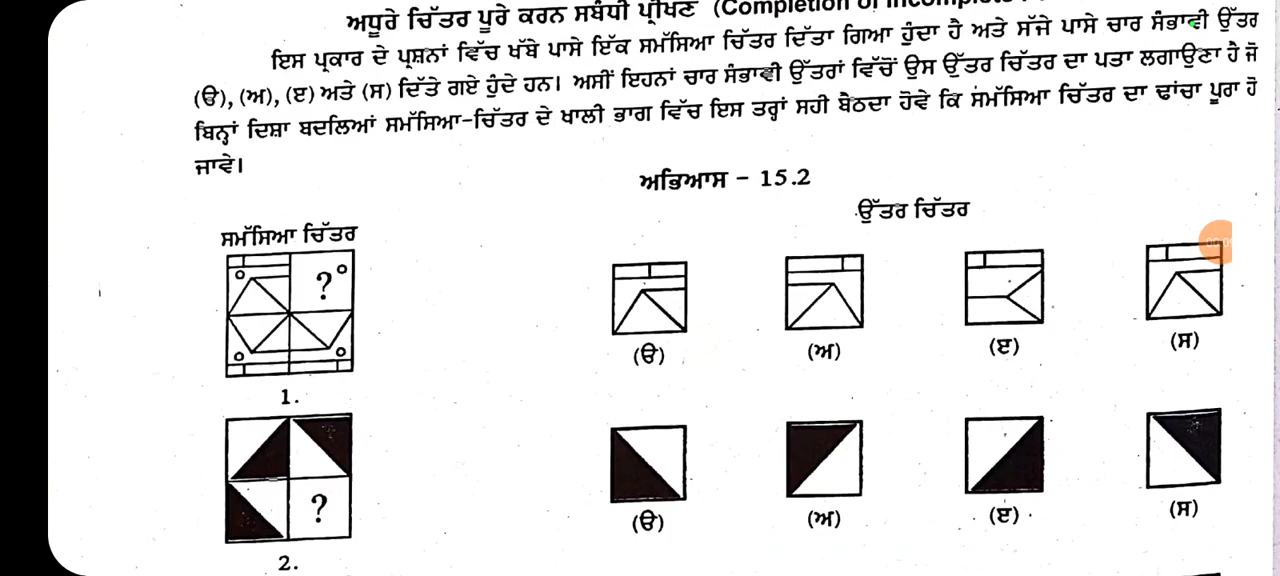 ਅਧੂਰੇ ਚਿੱਤਰ ਪੂਰੇ ਕਰਨ ਸਬੰਧੀ ਪ੍ਰੀਖਣ (Completion of Incomplete
ਇਸ ਪ੍ਰਕਾਰ ਦੇ ਪ੍ਰਸ਼ਨਾਂ ਵਿੱਚ ਖੱਬੇ ਪਾਸੇ ਇੱਕ ਸਮੱਸਿਆ ਚਿੱਤਰ ਦਿੱਤਾ ਗਿਆ ਹੁੰਦਾ ਹੈ ਅਤੇ ਸੱਜੇ ਪਾਸੇ ਚਾਰ ਸੰਭਾਵੀ ਉੱਤਰ
(ੳ), (ਅ), (ੲ) ਅਤੇ (ਸ) ਦਿੱਤੇ ਗਏ ਹੁੰਦੇ ਹਨ। ਅਸੀਂ ਇਹਨਾਂ ਚਾਰ ਸੰਭਾਵੀ ਉੱਤਰਾਂ ਵਿੱਚੋਂ ਉਸ ਉੱਤਰ ਚਿੱਤਰ ਦਾ ਪਤਾ ਲਗਾਉਣਾ ਹੈ ਜੋ
ਬਿਨ੍ਹਾਂ ਦਿਸ਼ਾ ਬਦਲਿਆਂ ਸਮੱਸਿਆ-ਚਿੱਤਰ ਦੇ ਖਾਲੀ ਭਾਗ ਵਿੱਚ ਇਸ ਤਰ੍ਹਾਂ ਸਹੀ ਬੈਠਦਾ ਹੋਵੇ ਕਿ ਸਮੱਸਿਆ ਚਿੱਤਰ ਦਾ ਢਾਂਚਾ ਪੂਰਾ ਹੋ
ਜਾਵੇ।
ਅਭਿਆਸ - 15.2
ਸਮੱਸਿਆ ਚਿੱਤਰ
ਉੱਤਰ ਚਿੱਤਰ
?
(ੳ) (ਅ) (ੲ) (ਸ)
1.
?
(ੳ) (ਅ) (ੲ) (ਸ)
2.